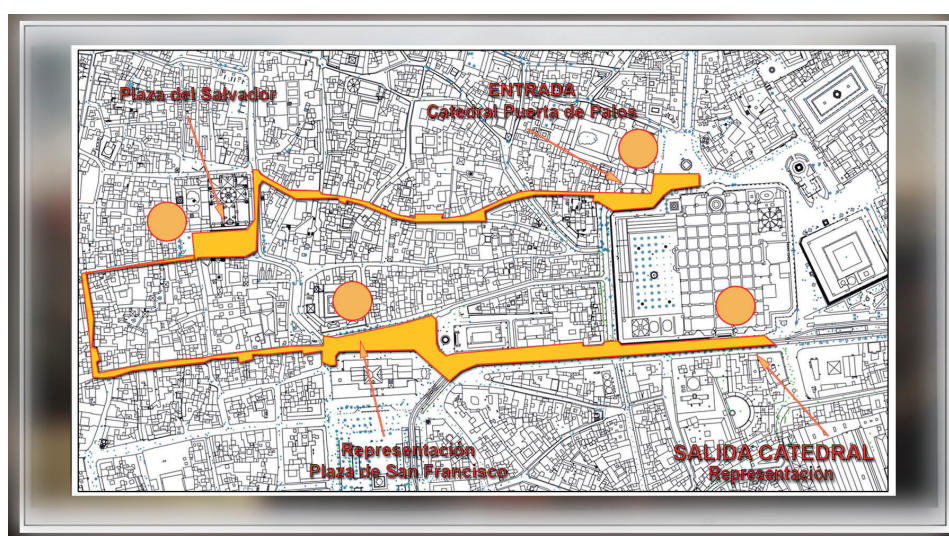 Plaza del Salvador
ENTRADA
Catedral Puerta de Palos
Representación
Plaza de San Francisco
SALIDA CATEDRAL
Representación